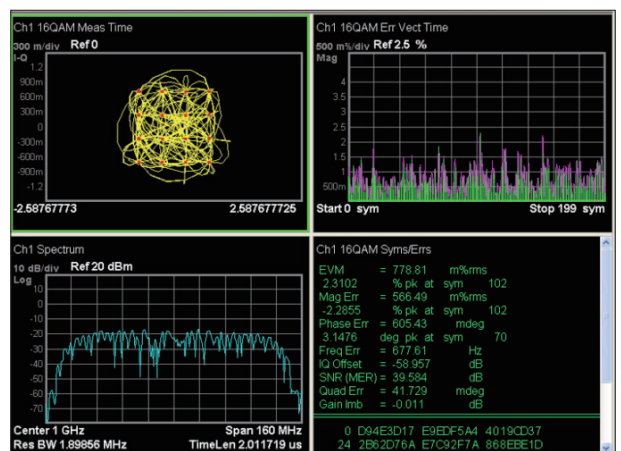 Ch1 16QAM Meas Time
300 m/div Ref 0
I-Q
1.2
900m
600m
300m
0
-300m
-600m
-900m
-1.2
-2.58767773 2.587677725
Ch1 16QAM Err Vect Time
500 m%/div Ref 2.5 %
Mag
4
3.5
3
2.5
2
1.5
1
500m
Start 0 sym Stop 199 sym
Ch1 Spectrum
10 dB/div Ref 20 dBm
Log
10
0
-10
-20
-30
-40
-50
-60
-70
Center 1 GHz Span 160 MHz
Res BW 1.89856 MHz TimeLen 2.011719 us
Ch1 16QAM Syms/Errs
EVM = 778.81 m%rms
2.3102 % pk at sym 102
Mag Err = 566.49 m%rms
-2.2855 % pk at sym 102
Phase Err = 605.43 mdeg
3.1476 deg pk at sym 70
Freq Err = 677.61 Hz
IQ Offset = -58.957 dB
SNR (MER) = 39.584 dB
Quad Err = 41.729 mdeg
Gain Imb = -0.011 dB
0 D94E3D17 E9EDF5A4 4019CD37
24 2B62D76A E7C92F7A 868EBE1D